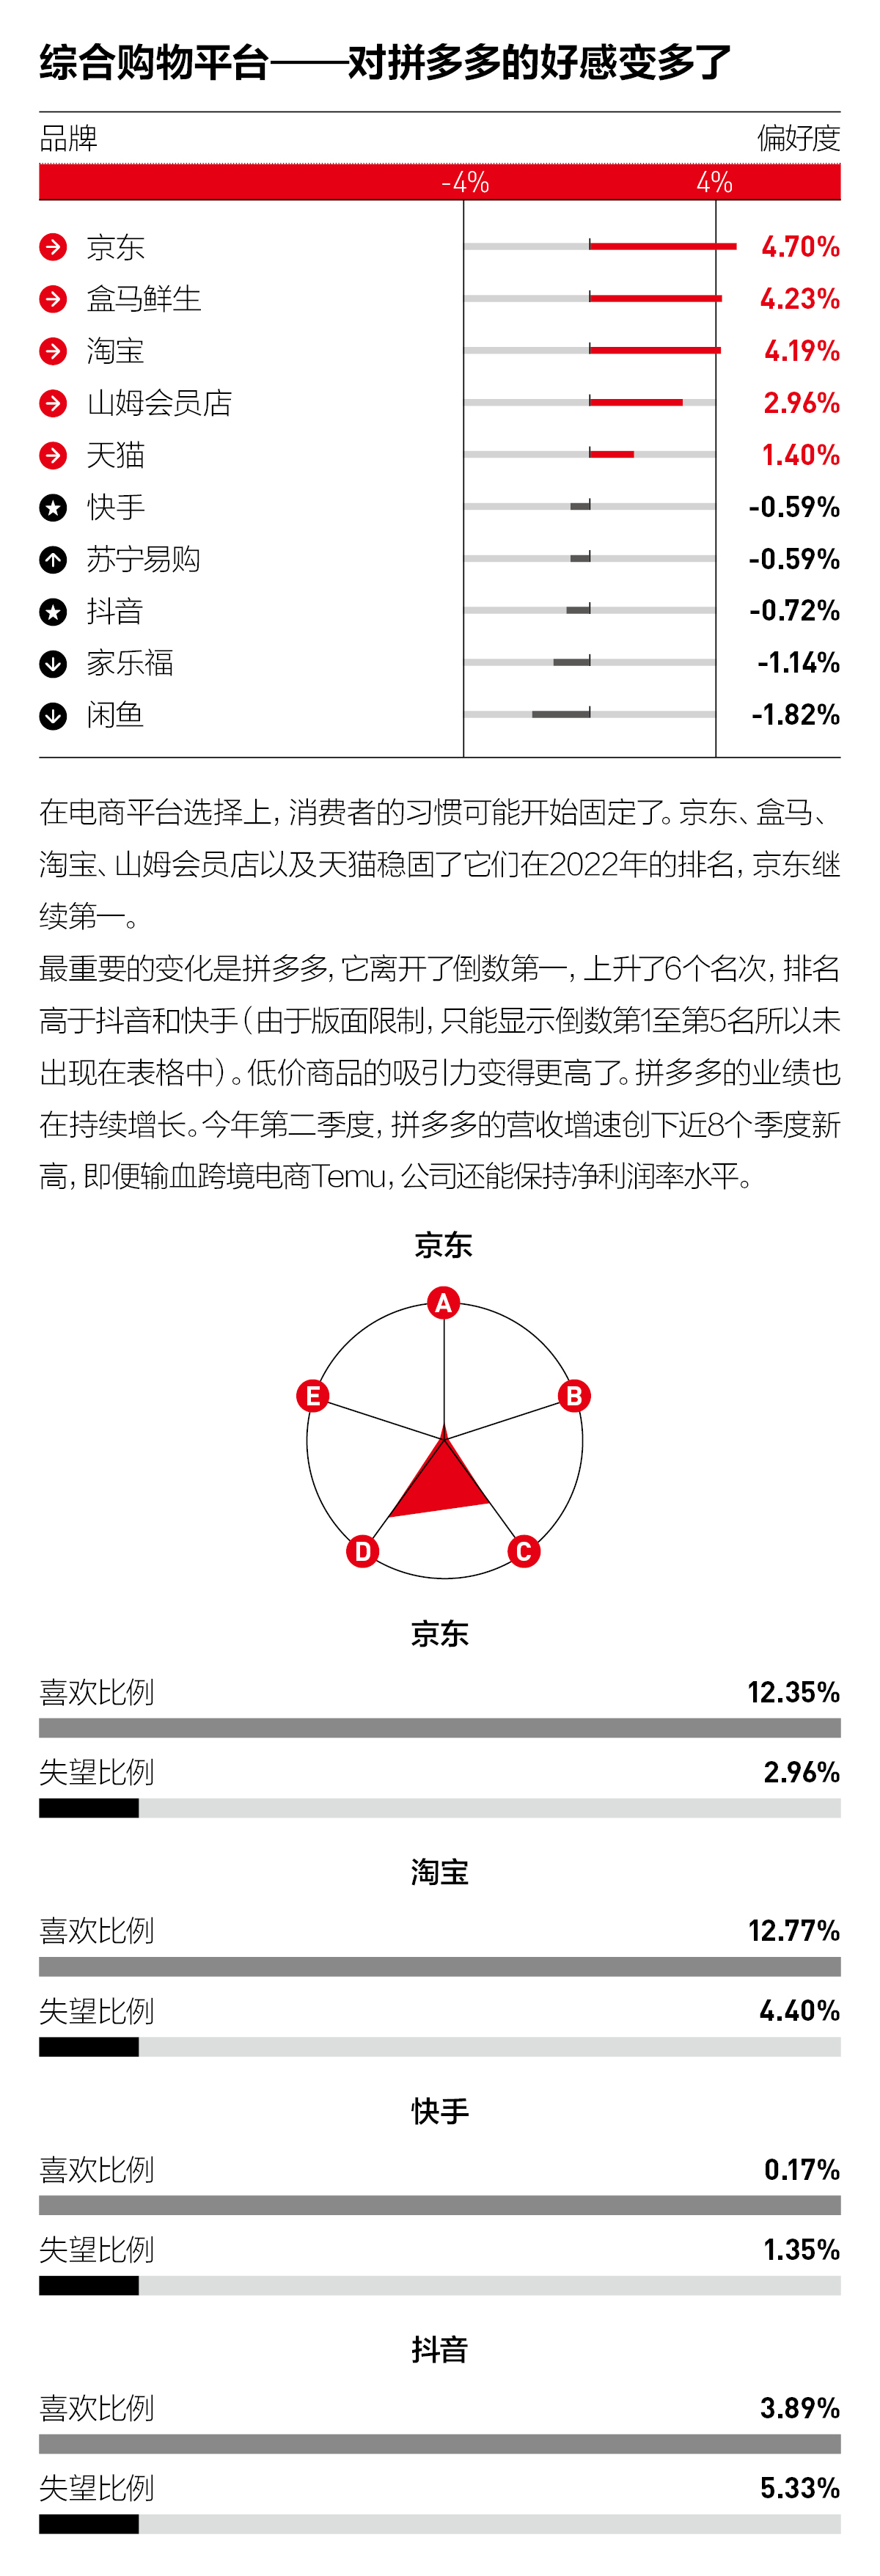 综合购物平台——对拼多多的好感变多了
品牌 偏好度
-4% 4%
京东 4.70%
盒马鲜生 4.23%
淘宝 4.19%
山姆会员店 2.96%
天猫 1.40%
快手 -0.59%
苏宁易购 -0.59%
抖音 -0.72%
家乐福 -1.14%
闲鱼 -1.82%
在电商平台选择上，消费者的习惯可能开始固定了。京东、盒马、
淘宝、山姆会员店以及天猫稳固了它们在2022年的排名，京东继
续第一。
最重要的变化是拼多多，它离开了倒数第一，上升了6个名次，排名
高于抖音和快手（由于版面限制，只能显示倒数第1至第5名所以未
出现在表格中）。低价商品的吸引力变得更高了。拼多多的业绩也
在持续增长。今年第二季度，拼多多的营收增速创下近8个季度新
高，即便输血跨境电商Temu，公司还能保持净利润率水平。
京东
A
E B
D C
京东
喜欢比例 12.35%
失望比例 2.96%
淘宝
喜欢比例 12.77%
失望比例 4.40%
快手
喜欢比例 0.17%
失望比例 1.35%
抖音
喜欢比例 3.89%
失望比例 5.33%